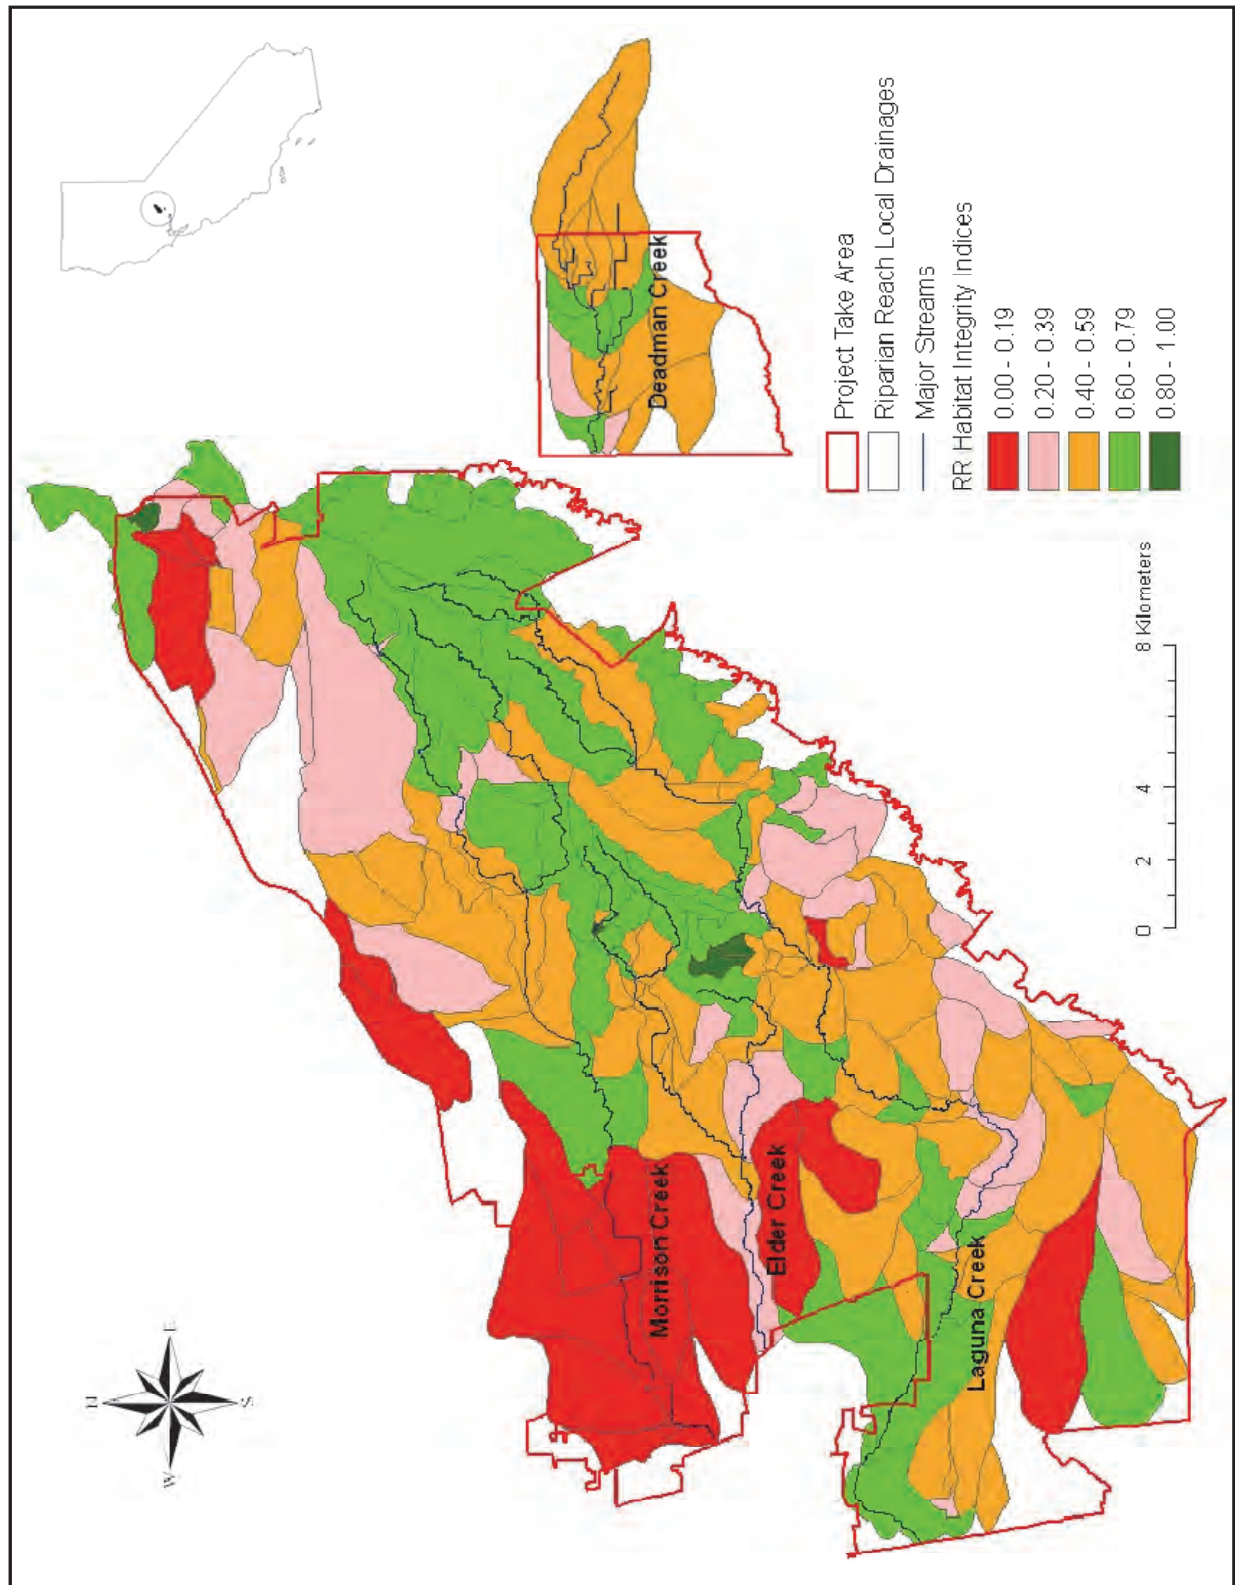 N
W
E
S
Morrison Creek
Elder Creek
Laguna Creek
Deadman Creek
0 2 4 8 Kilometers
Project Take Area
Riparian Reach Local Drainages
Major Streams
RR Habitat Integrity Indices
0.00 - 0.19
0.20 - 0.39
0.40 - 0.59
0.60 - 0.79
0.80 - 1.00